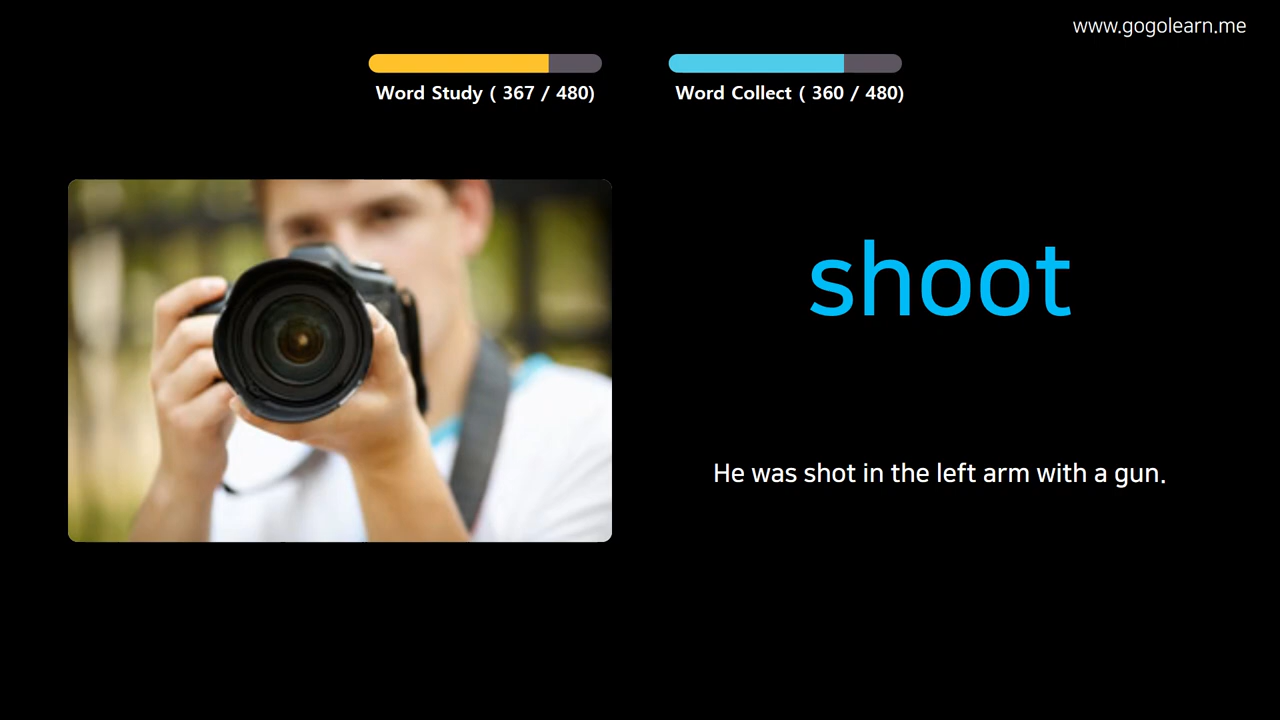 www.gogolearn.me
Word Study ( 367 / 480)
Word Collect ( 360 / 480)
shoot
He was shot in the left arm with a gun.